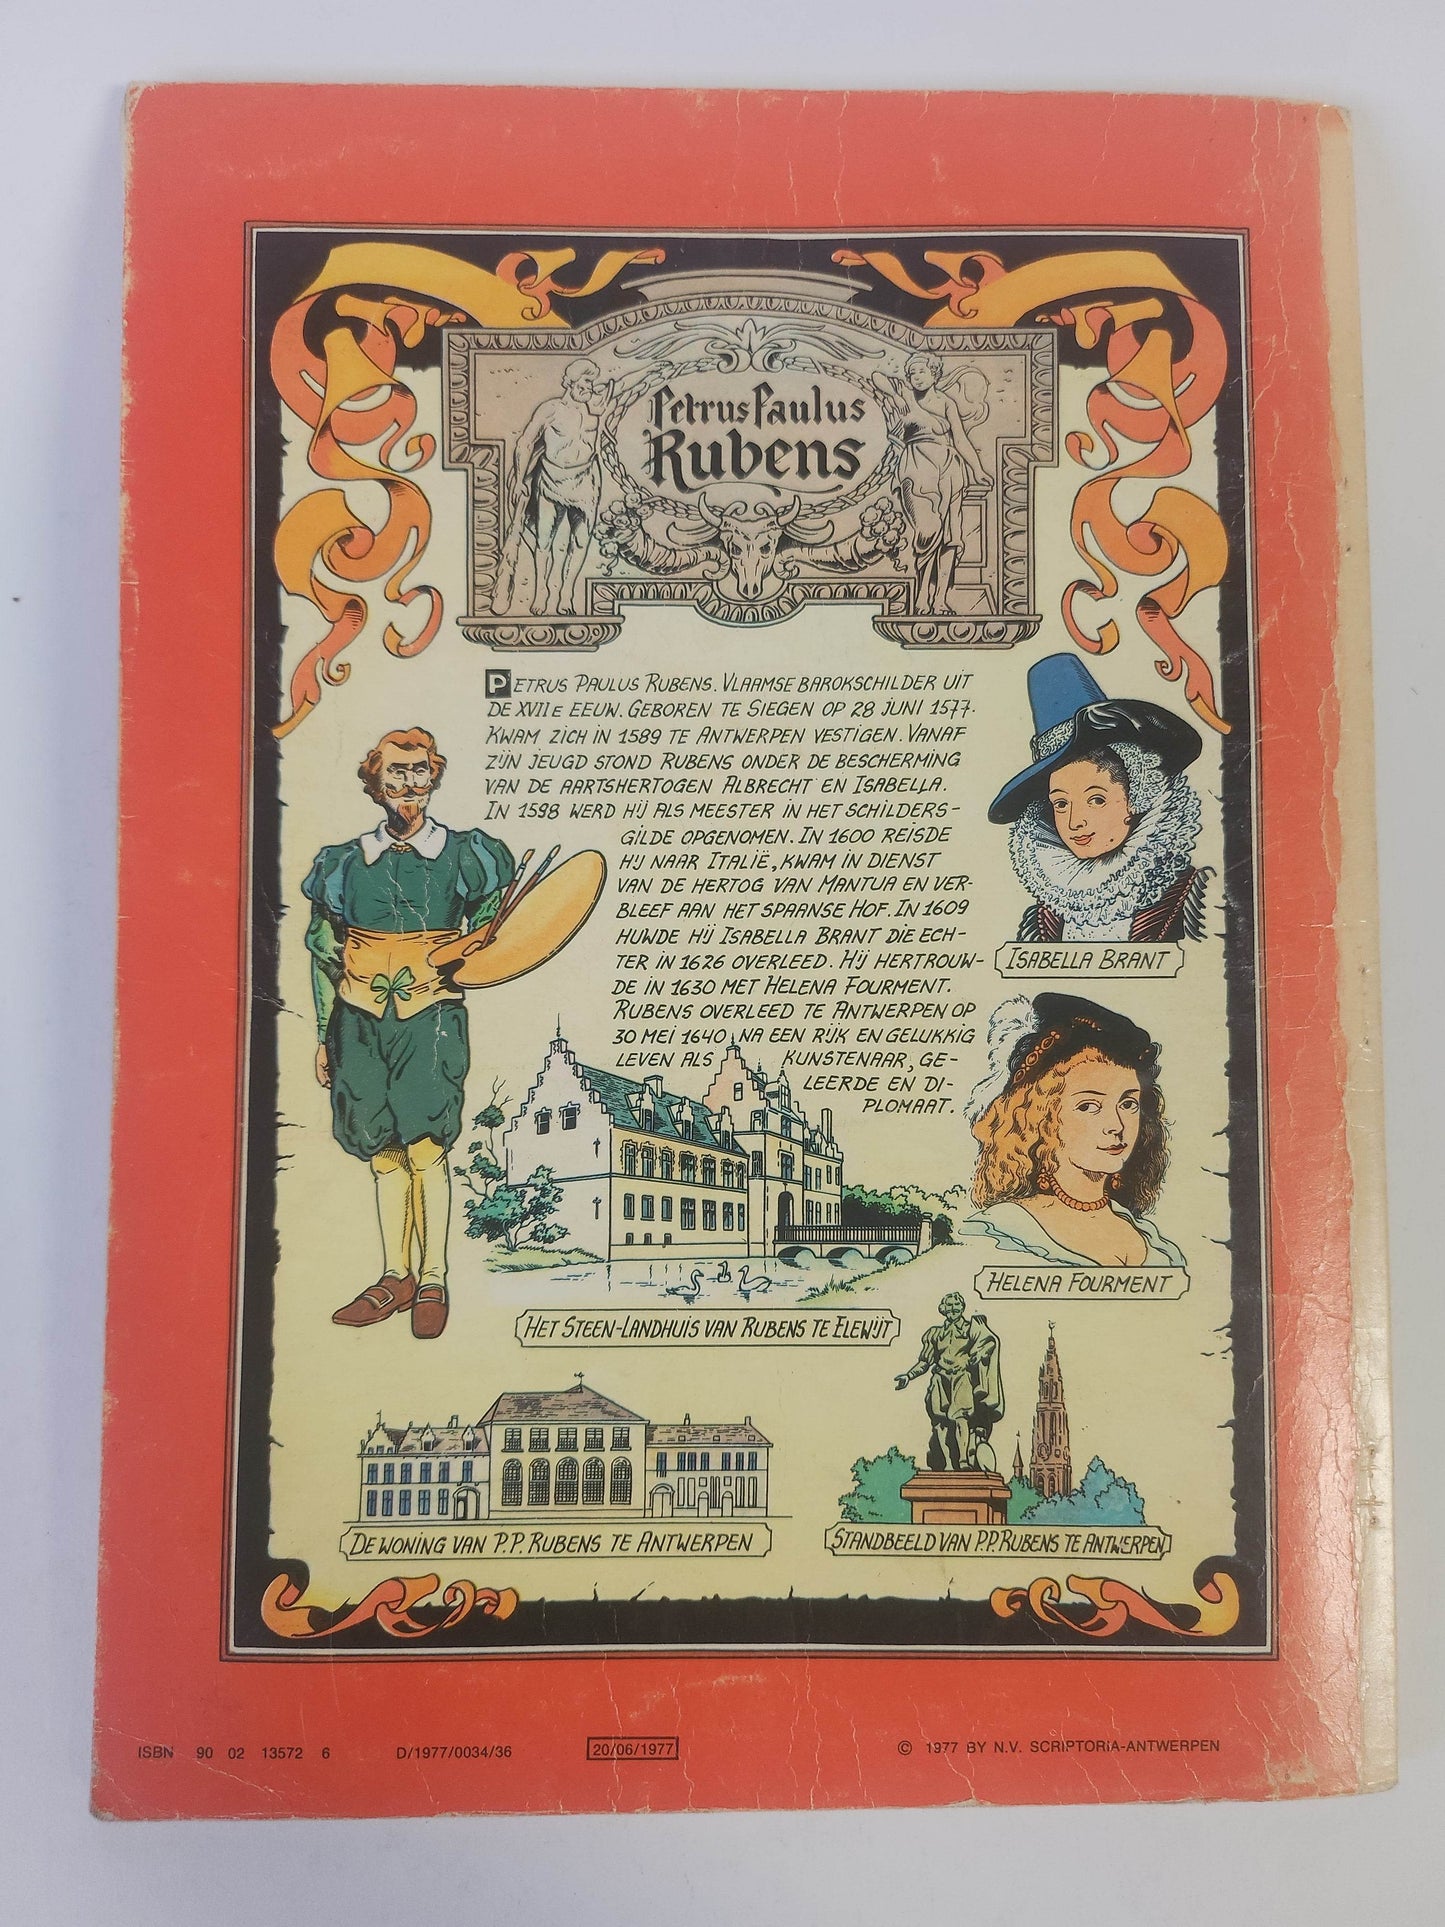 Petrus Paulus
Rubens
PETRUS PAULUS RUBENS. VLAAMSE BAROKSCHILDER UIT
DE XVIIE EEUW. GEBOREN TE SIEGEN OP 28 JUNI 1577.
KWAM ZICH IN 1589 TE ANTWERPEN VESTIGEN. VANAF
ZIJN JEUGD STOND RUBENS ONDER DE BESCHERMING
VAN DE AARTSHERTOGEN ALBRECHT EN ISABELLA.
IN 1598 WERD HIJ ALS MEESTER IN HET SCHILDERS-
GILDE OPGENOMEN. IN 1600 REISDE
HIJ NAAR ITALIË, KWAM IN DIENST
VAN DE HERTOG VAN MANTUA EN VER-
BLEEF AAN HET SPAANSE HOF. IN 1609
HUWDE HIJ ISABELLA BRANT DIE ECH-
TER IN 1626 OVERLEED. HIJ HERTROUW-
DE IN 1630 MET HELENA FOURMENT.
RUBENS OVERLEED TE ANTWERPEN OP
30 MEI 1640, NA EEN RIJK EN GELUKKIG
LEVEN ALS KUNSTENAAR, GE-
LEERDE EN DI-
PLOMAAT.
ISABELLA BRANT
HELENA FOURMENT
HET STEEN-LANDHUIS VAN RUBENS TE ELEWIJT
DE WONING VAN P.P. RUBENS TE ANTWERPEN
STANDBEELD VAN P.P. RUBENS TE ANTWERPEN
ISBN 90 02 13572 6 D/1977/0034/36 20/06/1977 © 1977 BY N.V. SCRIPTORIA-ANTWERPEN